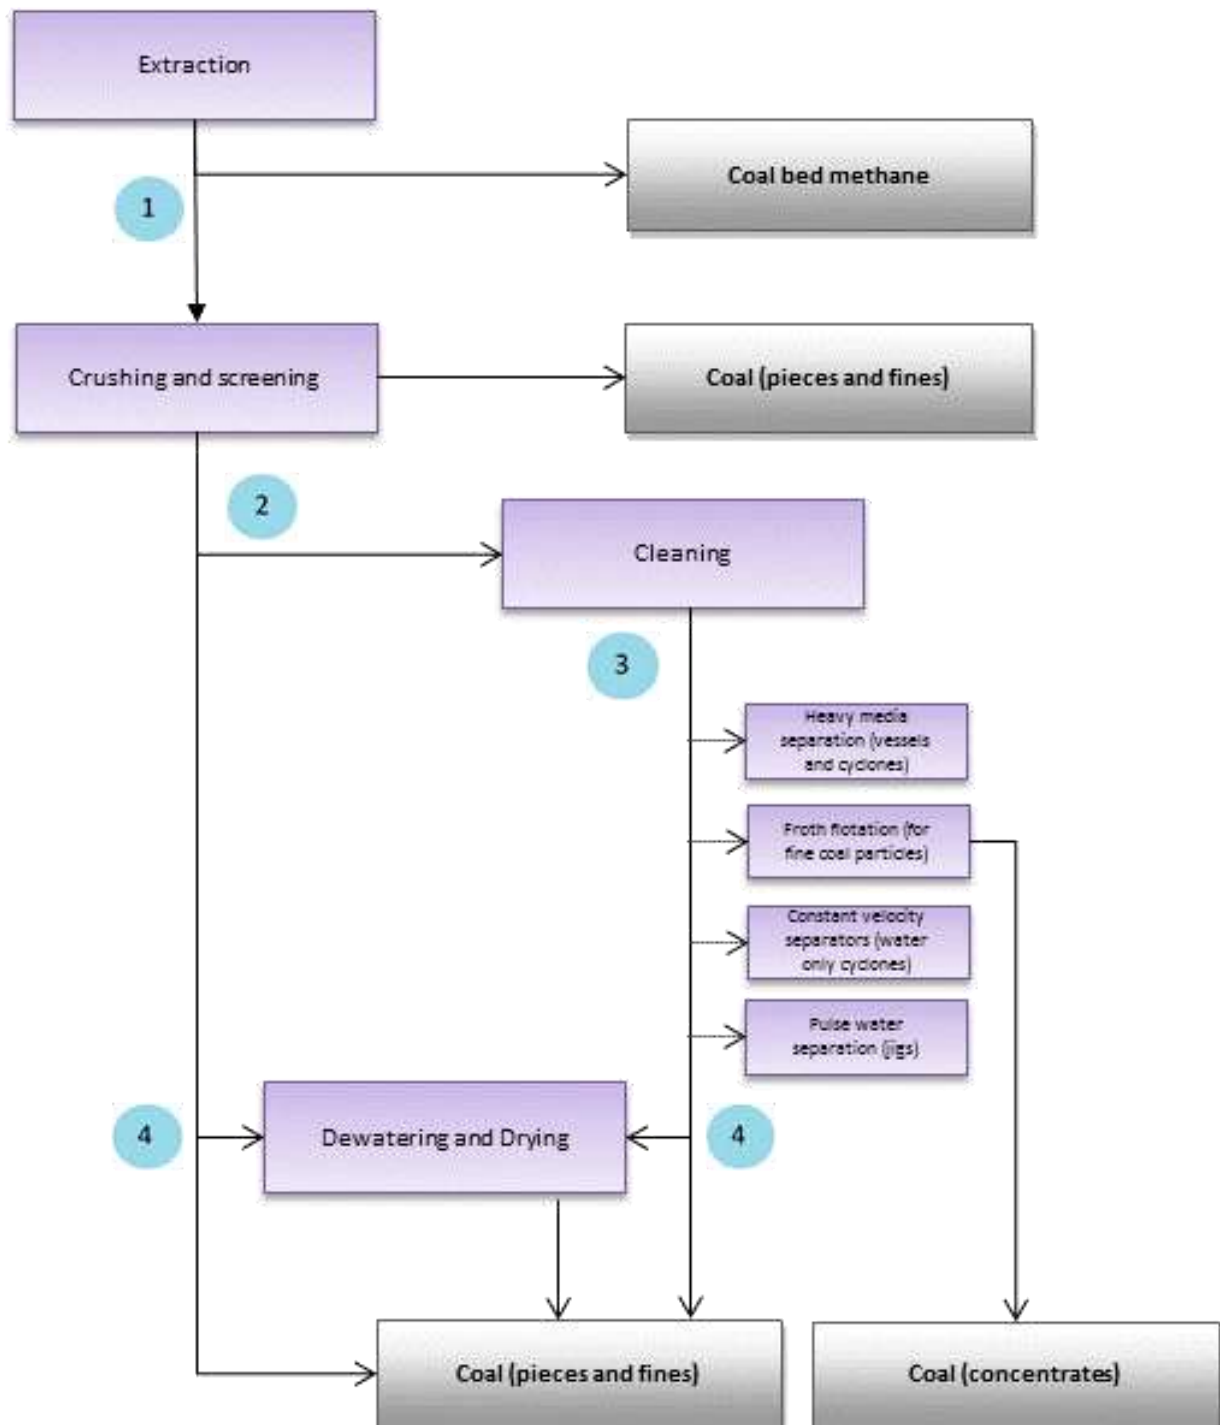 Extraction
Coal bed methane
1
Crushing and screening
Coal (pieces and fines)
2
Cleaning
3
Heavy media
separation (vessels
and cyclones)
Froth flotation (for
fine coal particles)
Constant velocity
separators (water
only cyclones)
Pulse water
separation (jigs)
4
Dewatering and Drying
4
Coal (pieces and fines)
Coal (concentrates)